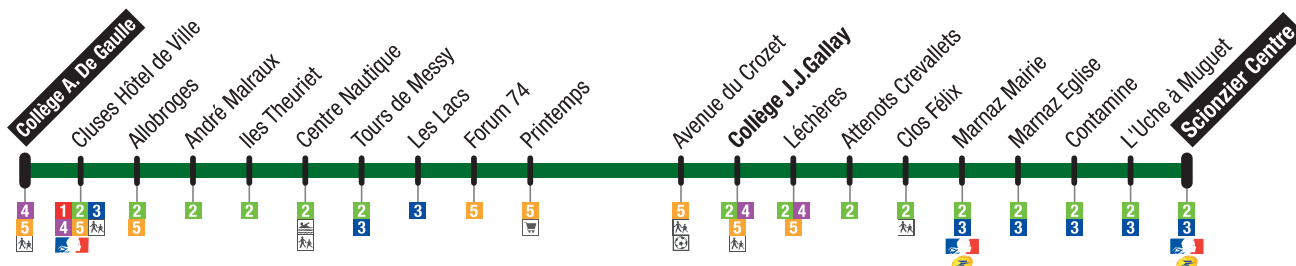 Collège A. De Gaulle
Cluses Hôtel de Ville
Allobroges
André Malraux
Iles Theuriet
Centre Nautique
Tours de Messy
Les Lacs
Forum 74
Printemps
Avenue du Crozet
Collège J.J.Gallay
Léchères
Attenots Crevallets
Clos Félix
Marnaz Mairie
Marnaz Eglise
Contamine
L'Uche à Muguet
Scionzier Centre
4 1 2 3 2 2 2 2 2 3 5 5 5 2 4 2 4 2 2 2 2 2 2 2
5 4 5 5 3 5 5 3 3 3 3 3